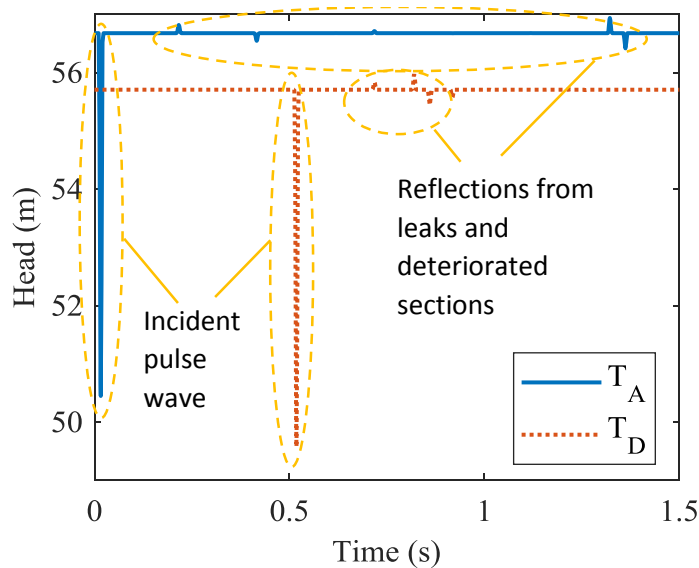 56
54
52
50
Head (m)
0
0.5
1
1.5
Time (s)
Incident
pulse
wave
Reflections from
leaks and
deteriorated
sections
T_A
T_D